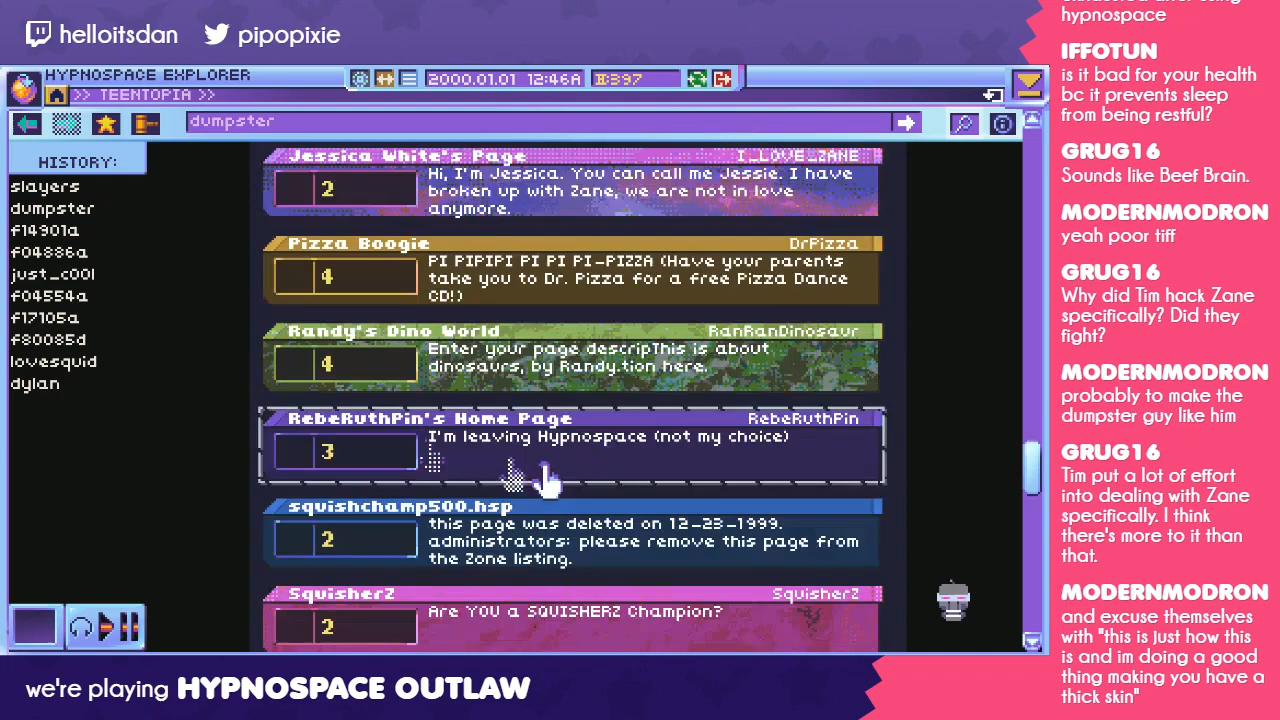 helloitsdan
pipopixie
HYPNOSPACE EXPLORER
2000.01.01 12:46A
397
>> TEENTOPIA >>
dumpster
HISTORY:
slayers
dumpster
f14901a
f04886a
just_c00l
f04554a
f17105a
f80085d
lovesquid
dylan
Jessica White's Page
I_LOVE_ZANE
2
Hi, I'm Jessica. You can call me Jessie. I have
broken up with Zane, we are not in love
anymore.
Pizza Boogie
DrPizza
4
PI PIPIPI PI PI PI-PIZZA (Have your parents
take you to Dr. Pizza for a free Pizza Dance
CD!)
Randy's Dino World
RanRanDinosaur
4
Enter your page descripThis is about
dinosaurs, by Randy.tion here.
RebeRuthPin's Home Page
RebeRuthPin
3
I'm leaving Hypnospace (not my choice)
squishchamp500.hsp
2
this page was deleted on 12-23-1999.
administrators: please remove this page from
the Zone listing.
SquisherZ
SquisherZ
2
Are YOU a SQUISHERZ Champion?
we're playing HYPNOSPACE OUTLAW
hypnospace
IFFOTUN
is it bad for your health
bc it prevents sleep
from being restful?
GRUG16
Sounds like Beef Brain.
MODERNMODRON
yeah poor tiff
GRUG16
Why did Tim hack Zane
specifically? Did they
fight?
MODERNMODRON
probably to make the
dumpster guy like him
GRUG16
Tim put a lot of effort
into dealing with Zane
specifically. I think
there's more to it than
that.
MODERNMODRON
and excuse themselves
with "this is just how this
is and im doing a good
thing making you have a
thick skin"